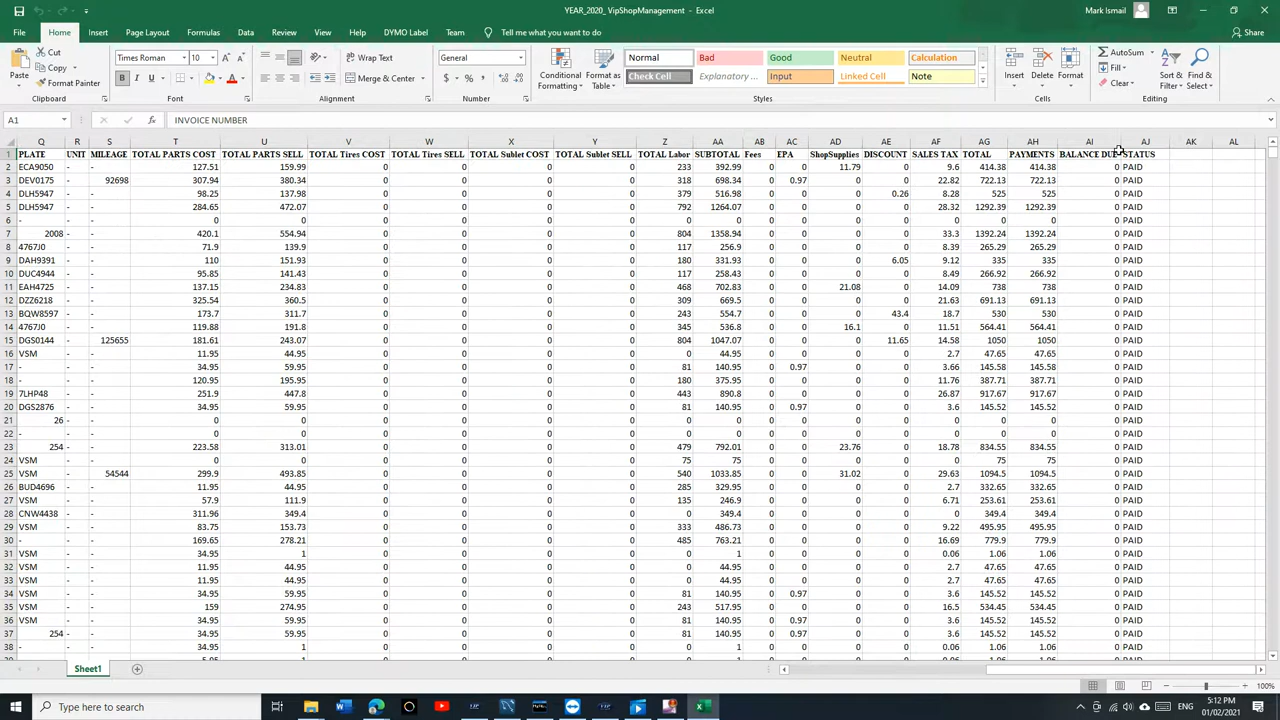 YEAR_2020_ VipShopManagement - Excel
Mark Ismail
File Home Insert Page Layout Formulas Data Review View Help DYMO Label Team Tell me what you want to do Share
Cut
Copy
Format Painter
Paste
Clipboard
Times Roman 10
B I U
Font
Wrap Text
Merge & Center
Alignment
General
$ % ,
Number
Conditional Formatting
Format as Table
Normal Bad Good Neutral Calculation
Check Cell Explanatory ... Input Linked Cell Note
Styles
Insert Delete Format
Cells
AutoSum
Fill
Clear
Sort & Filter
Find & Select
Editing
A1 INVOICE NUMBER
Q R S T U V W X Y Z AA AB AC AD AE AF AG AH AI AJ AK AL
1 PLATE UNIT MILEAGE TOTAL PARTS COST TOTAL PARTS SELL TOTAL Tires COST TOTAL Tires SELL TOTAL Sublet COST TOTAL Sublet SELL TOTAL Labor SUBTOTAL Fees EPA ShopSupplies DISCOUNT SALES TAX TOTAL PAYMENTS BALANCE DUE STATUS
2 ECA9050 - - 127.51 159.99 0 0 0 0 233 392.99 0 0 11.79 0 9.6 414.38 414.38 0 PAID
3 DEV0175 - 92698 307.94 380.34 0 0 0 0 318 698.34 0 0.97 0 0 22.82 722.13 722.13 0 PAID
4 DLH5947 - - 98.25 137.98 0 0 0 0 379 516.98 0 0 0 0.26 8.28 525 525 0 PAID
5 DLH5947 - - 284.65 472.07 0 0 0 0 792 1264.07 0 0 0 0 28.32 1292.39 1292.39 0 PAID
6 - - - 0 0 0 0 0 0 0 0 0 0 0 0 0 0 0 0 PAID
7 2008 - - 420.1 554.94 0 0 0 0 804 1358.94 0 0 0 0 33.3 1392.24 1392.24 0 PAID
8 4767J0 - - 71.9 139.9 0 0 0 0 117 256.9 0 0 0 0 8.39 265.29 265.29 0 PAID
9 DAH9391 - - 110 151.93 0 0 0 0 180 331.93 0 0 0 6.05 9.12 335 335 0 PAID
10 DUC4944 - - 95.85 141.43 0 0 0 0 117 258.43 0 0 0 0 8.49 266.92 266.92 0 PAID
11 EAH4725 - - 137.15 234.83 0 0 0 0 468 702.83 0 0 21.08 0 14.09 738 738 0 PAID
12 DZZ6218 - - 325.54 360.5 0 0 0 0 309 669.5 0 0 0 0 21.63 691.13 691.13 0 PAID
13 BQW8597 - - 173.7 311.7 0 0 0 0 243 554.7 0 0 0 43.4 18.7 530 530 0 PAID
14 4767J0 - - 119.88 191.8 0 0 0 0 345 536.8 0 0 16.1 0 11.51 564.41 564.41 0 PAID
15 DGS0144 - 125655 181.61 243.07 0 0 0 0 804 1047.07 0 0 0 11.65 14.58 1050 1050 0 PAID
16 VSM - - 11.95 44.95 0 0 0 0 0 44.95 0 0 0 0 2.7 47.65 47.65 0 PAID
17 - - - 34.95 59.95 0 0 0 0 81 140.95 0 0.97 0 0 3.66 145.58 145.58 0 PAID
18 - - - 120.95 195.95 0 0 0 0 180 375.95 0 0 0 0 11.76 387.71 387.71 0 PAID
19 7LHP48 - - 251.9 447.8 0 0 0 0 443 890.8 0 0 0 0 26.87 917.67 917.67 0 PAID
20 DGS2876 - - 34.95 59.95 0 0 0 0 81 140.95 0 0.97 0 0 3.6 145.52 145.52 0 PAID
21 26 - - 0 0 0 0 0 0 0 0 0 0 0 0 0 0 0 0 PAID
22 - - - 0 0 0 0 0 0 0 0 0 0 0 0 0 0 0 0 PAID
23 254 - - 223.58 313.01 0 0 0 0 479 792.01 0 0 23.76 0 18.78 834.55 834.55 0 PAID
24 VSM - - 0 0 0 0 0 0 75 75 0 0 0 0 0 75 75 0 PAID
25 VSM - 54544 299.9 493.85 0 0 0 0 540 1033.85 0 0 31.02 0 29.63 1094.5 1094.5 0 PAID
26 BUD4696 - - 11.95 44.95 0 0 0 0 285 329.95 0 0 0 0 2.7 332.65 332.65 0 PAID
27 VSM - - 57.9 111.9 0 0 0 0 135 246.9 0 0 0 0 6.71 253.61 253.61 0 PAID
28 CNW4438 - - 311.96 349.4 0 0 0 0 0 349.4 0 0 0 0 0 349.4 349.4 0 PAID
29 VSM - - 83.75 153.73 0 0 0 0 333 486.73 0 0 0 0 9.22 495.95 495.95 0 PAID
30 - - - 169.65 278.21 0 0 0 0 485 763.21 0 0 0 0 16.69 779.9 779.9 0 PAID
31 VSM - - 34.95 1 0 0 0 0 0 1 0 0 0 0 0.06 1.06 1.06 0 PAID
32 VSM - - 11.95 44.95 0 0 0 0 0 44.95 0 0 0 0 2.7 47.65 47.65 0 PAID
33 VSM - - 11.95 44.95 0 0 0 0 0 44.95 0 0 0 0 2.7 47.65 47.65 0 PAID
34 VSM - - 34.95 59.95 0 0 0 0 81 140.95 0 0.97 0 0 3.6 145.52 145.52 0 PAID
35 VSM - - 159 274.95 0 0 0 0 243 517.95 0 0 0 0 16.5 534.45 534.45 0 PAID
36 VSM - - 34.95 59.95 0 0 0 0 81 140.95 0 0.97 0 0 3.6 145.52 145.52 0 PAID
37 254 - - 34.95 59.95 0 0 0 0 81 140.95 0 0.97 0 0 3.6 145.52 145.52 0 PAID
38 - - - 34.95 1 0 0 0 0 0 1 0 0 0 0 0.06 1.06 1.06 0 PAID
Sheet1
100%
Type here to search
ENG
5:12 PM
01/02/2021